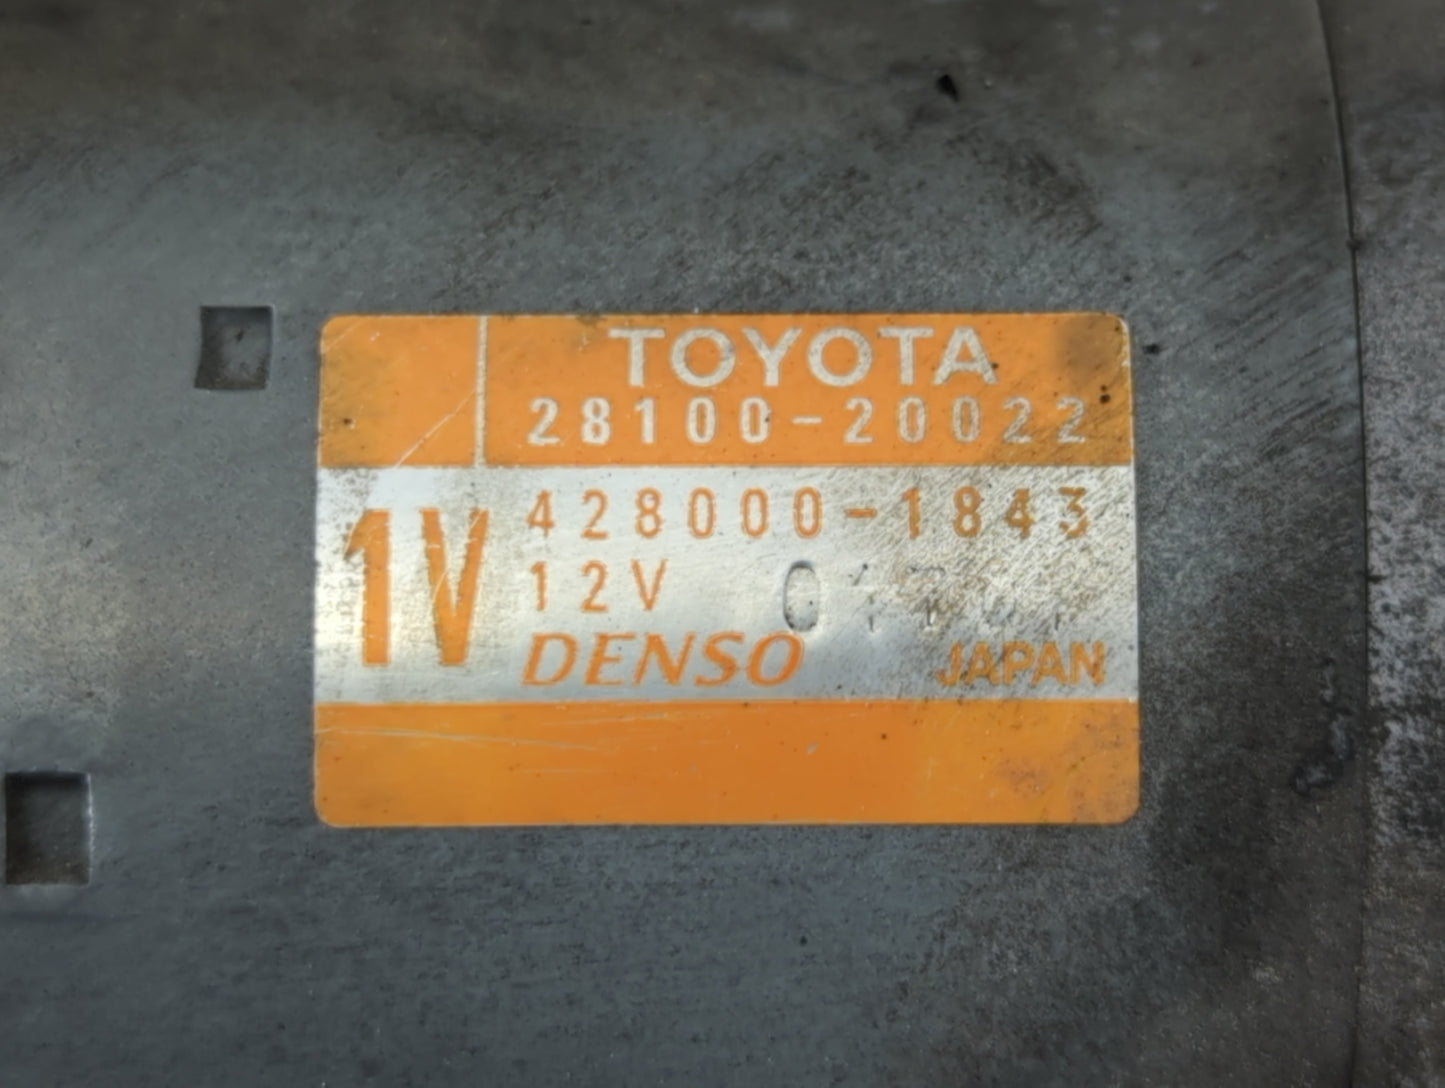 TOYOTA
28100-20022
1V
428000-1843
12V
DENSO JAPAN